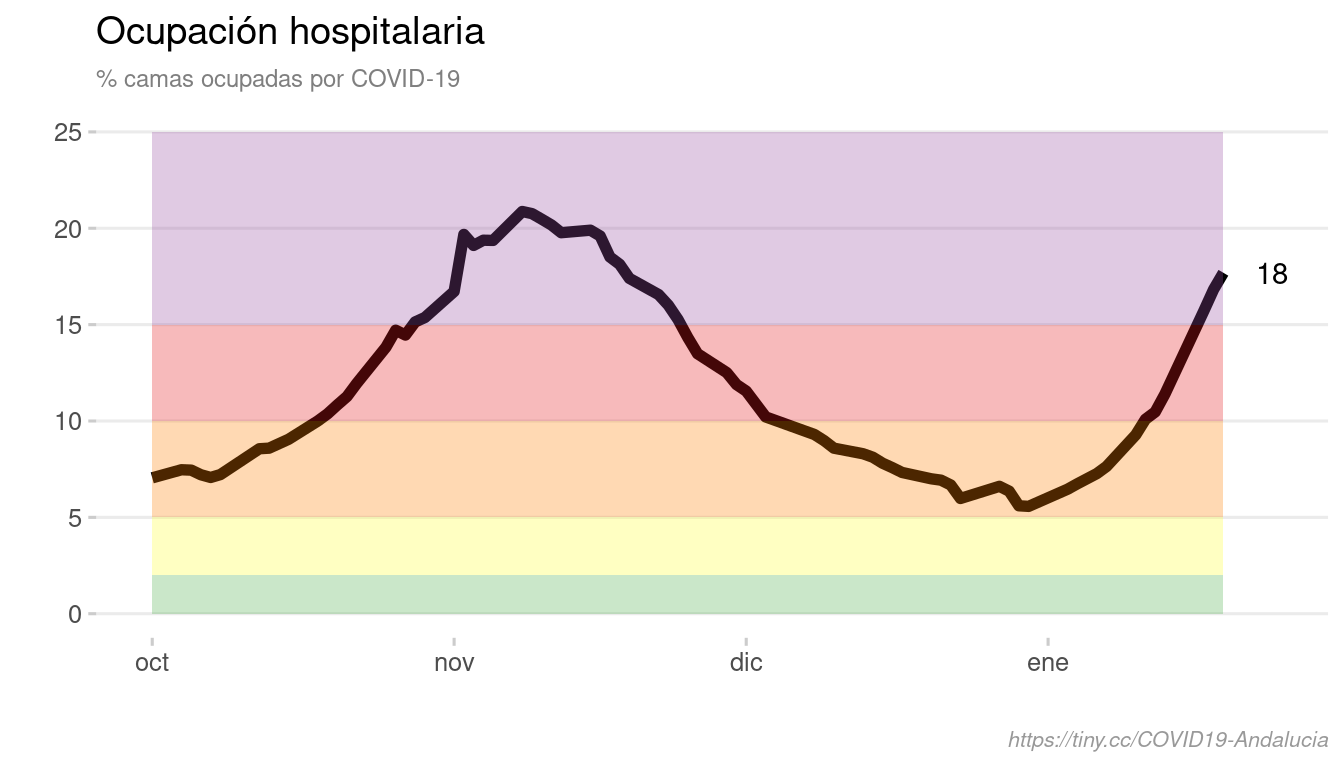 Ocupación hospitalaria
% camas ocupadas por COVID-19
25
20
18
15
10
5
0
oct nov dic ene
https://tiny.cc/COVID19-Andalucia